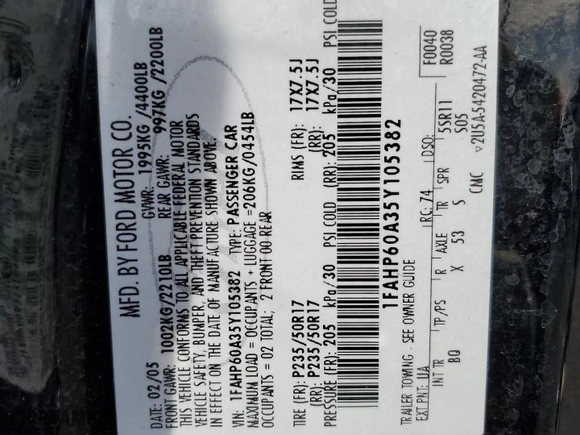 MFD. BY FORD MOTOR CO.
DATE: 02/05 GVWR: 1995KG/4400LB
FRONT GAWR: 1002KG/2210LB REAR GAWR: 997KG/2200LB
THIS VEHICLE CONFORMS TO ALL APPLICABLE FEDERAL MOTOR
VEHICLE SAFETY, BUMPER, AND THEFT PREVENTION STANDARDS
IN EFFECT ON THE DATE OF MANUFACTURE SHOWN ABOVE.
VIN: 1FAHP60A35Y105382 TYPE: PASSENGER CAR
MAXIMUM LOAD = OCCUPANTS + LUGGAGE =206KG/0454LB
OCCUPANTS = 02 TOTAL; 2 FRONT 00 REAR
TIRE (FR): P235/50R17 RIMS (FR): 17X7.5J
(RR): P235/50R17 (RR): 17X7.5J
PRESSURE (FR): 205 kPa/30 PSI COLD (RR): 205 kPa/30 PSI COLD
1FAHP60A35Y105382
TRAILER TOWING - SEE OWNER GUIDE
EXT PNT: UA RC: 74 DSO: F0040
INT TR TP/PS R AXLE TR SPR 5SR11 R0038
BQ X 53 S 505
CMC ▽2U5A-5420472-AA